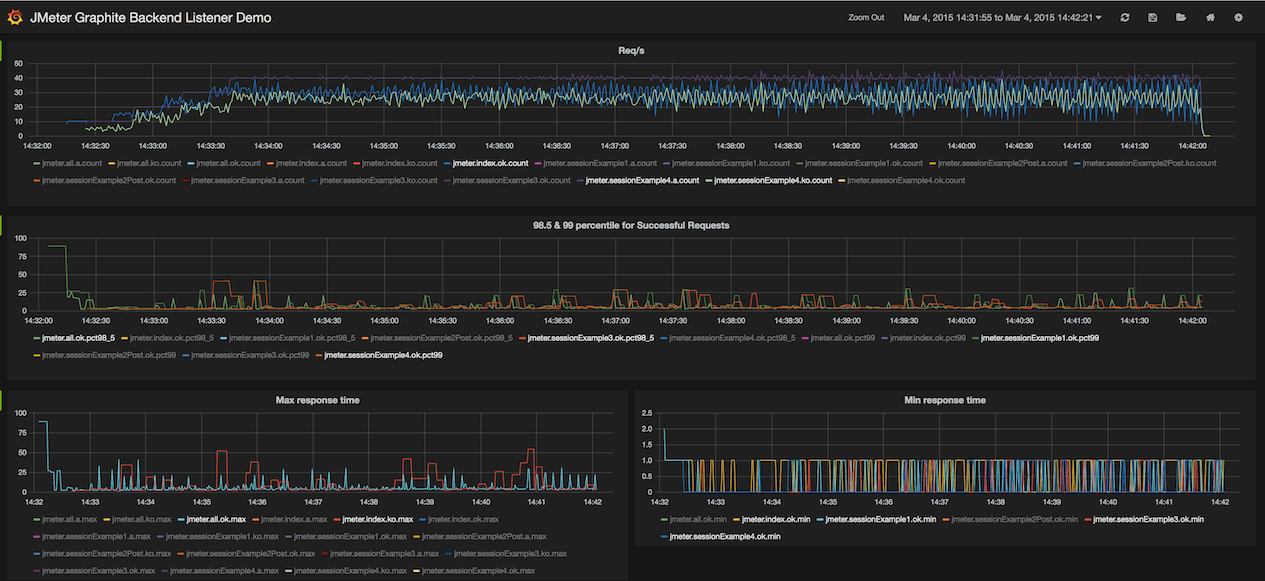 JMeter Graphite Backend Listener Demo
Zoom Out Mar 4, 2015 14:31:55 to Mar 4, 2015 14:42:21
Req/s
50
40
30
20
10
0
14:32:00 14:32:30 14:33:00 14:33:30 14:34:00 14:34:30 14:35:00 14:35:30 14:36:00 14:36:30 14:37:00 14:37:30 14:38:00 14:38:30 14:39:00 14:39:30 14:40:00 14:40:30 14:41:00 14:41:30 14:42:00
jmeter.all.a.count jmeter.all.ko.count jmeter.all.ok.count jmeter.index.a.count jmeter.index.ko.count jmeter.index.ok.count jmeter.sessionExample1.a.count jmeter.sessionExample1.ko.count jmeter.sessionExample1.ok.count jmeter.sessionExample2Post.a.count jmeter.sessionExample2Post.ko.count
jmeter.sessionExample2Post.ok.count jmeter.sessionExample3.a.count jmeter.sessionExample3.ko.count jmeter.sessionExample3.ok.count jmeter.sessionExample4.a.count jmeter.sessionExample4.ko.count jmeter.sessionExample4.ok.count
98.5 & 99 percentile for Successful Requests
100
75
50
25
0
14:32:00 14:32:30 14:33:00 14:33:30 14:34:00 14:34:30 14:35:00 14:35:30 14:36:00 14:36:30 14:37:00 14:37:30 14:38:00 14:38:30 14:39:00 14:39:30 14:40:00 14:40:30 14:41:00 14:41:30 14:42:00
jmeter.all.ok.pct98_5 jmeter.index.ok.pct98_5 jmeter.sessionExample1.ok.pct98_5 jmeter.sessionExample2Post.ok.pct98_5 jmeter.sessionExample3.ok.pct98_5 jmeter.sessionExample4.ok.pct98_5 jmeter.all.ok.pct99 jmeter.index.ok.pct99 jmeter.sessionExample1.ok.pct99
jmeter.sessionExample2Post.ok.pct99 jmeter.sessionExample3.ok.pct99 jmeter.sessionExample4.ok.pct99
Max response time
100
75
50
25
0
14:32 14:33 14:34 14:35 14:36 14:37 14:38 14:39 14:40 14:41 14:42
jmeter.all.a.max jmeter.all.ko.max jmeter.all.ok.max jmeter.index.a.max jmeter.index.ko.max jmeter.index.ok.max
jmeter.sessionExample1.a.max jmeter.sessionExample1.ko.max jmeter.sessionExample1.ok.max jmeter.sessionExample2Post.a.max
jmeter.sessionExample2Post.ko.max jmeter.sessionExample2Post.ok.max jmeter.sessionExample3.a.max jmeter.sessionExample3.ko.max
jmeter.sessionExample3.ok.max jmeter.sessionExample4.a.max jmeter.sessionExample4.ko.max jmeter.sessionExample4.ok.max
Min response time
2.5
2.0
1.5
1.0
0.5
0
14:32 14:33 14:34 14:35 14:36 14:37 14:38 14:39 14:40 14:41 14:42
jmeter.all.ok.min jmeter.index.ok.min jmeter.sessionExample1.ok.min jmeter.sessionExample2Post.ok.min jmeter.sessionExample3.ok.min
jmeter.sessionExample4.ok.min